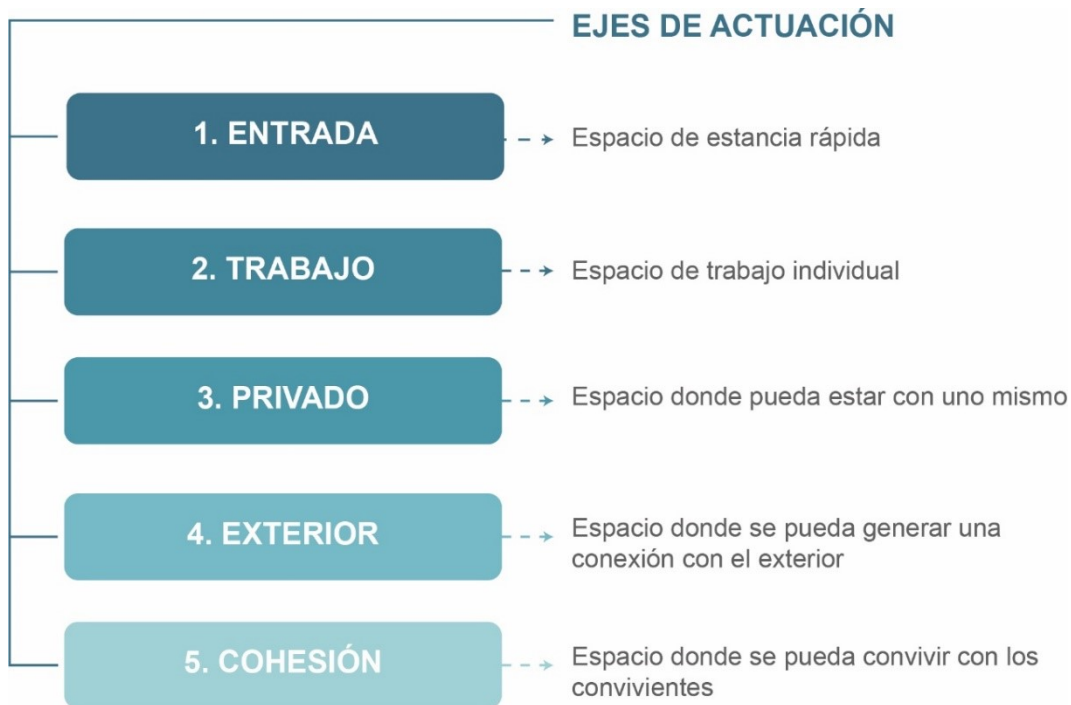 EJES DE ACTUACIÓN
1. ENTRADA
Espacio de estancia rápida
2. TRABAJO
Espacio de trabajo individual
3. PRIVADO
Espacio donde pueda estar con uno mismo
4. EXTERIOR
Espacio donde se pueda generar una
conexión con el exterior
5. COHESIÓN
Espacio donde se pueda convivir con los
convivientes